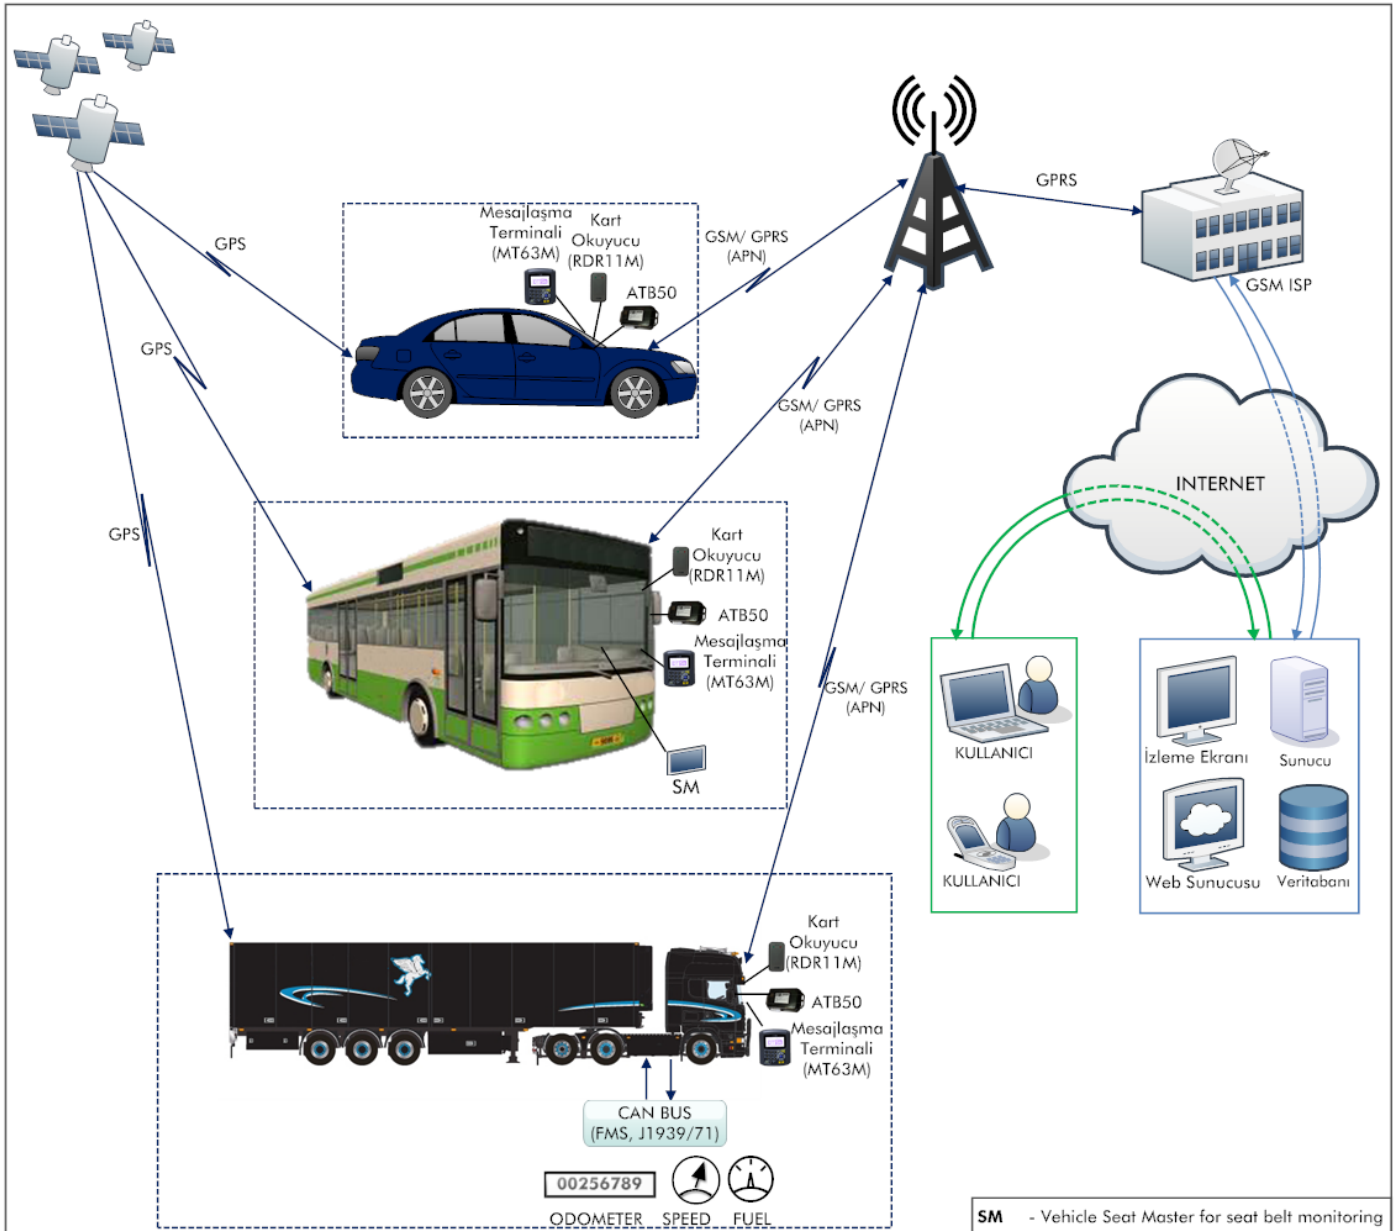 GPRS
GSM ISP
GPS
Mesajlaşma
Terminali
(MT63M)
Kart
Okuyucu
(RDR11M)
ATB50
GSM/ GPRS
(APN)
GPS
GSM/ GPRS
(APN)
INTERNET
GPS
Kart
Okuyucu
(RDR11M)
ATB50
Mesajlaşma
Terminali
(MT63M)
SM
GSM/ GPRS
(APN)
KULLANICI
KULLANICI
İzleme Ekranı
Sunucu
Web Sunucusu
Veritabanı
Kart
Okuyucu
(RDR11M)
ATB50
Mesajlaşma
Terminali
(MT63M)
CAN BUS
(FMS, J1939/71)
00256789
ODOMETER SPEED FUEL
SM - Vehicle Seat Master for seat belt monitoring